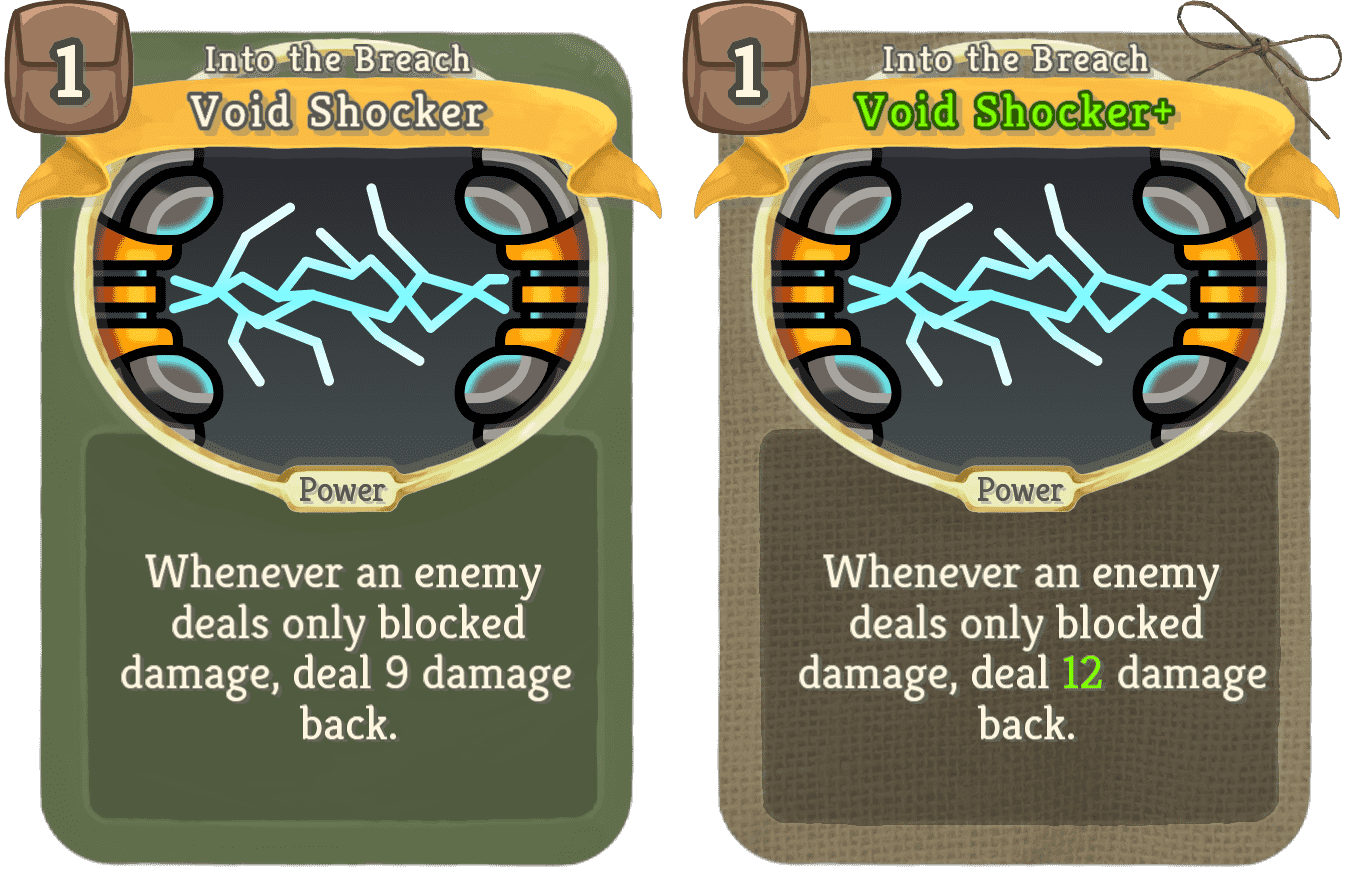 1
Into the Breach
Void Shocker
Power
Whenever an enemy
deals only blocked
damage, deal 9 damage
back.
1
Into the Breach
Void Shocker+
Power
Whenever an enemy
deals only blocked
damage, deal 12 damage
back.